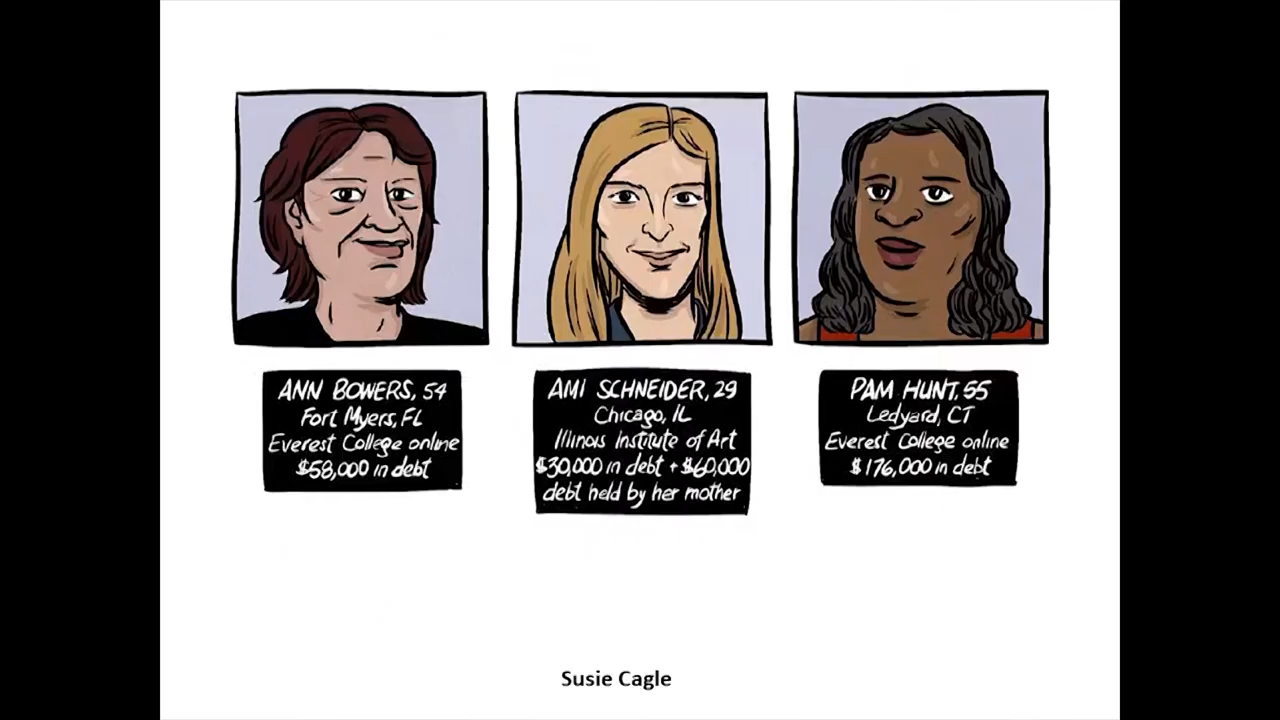 ANN BOWERS, 54
Fort Myers, FL
Everest College online
$58,000 in debt
AMI SCHNEIDER, 29
Chicago, IL
Illinois Institute of Art
$30,000 in debt + $60,000
debt held by her mother
PAM HUNT, 55
Ledyard, CT
Everest College online
$176,000 in debt
Susie Cagle